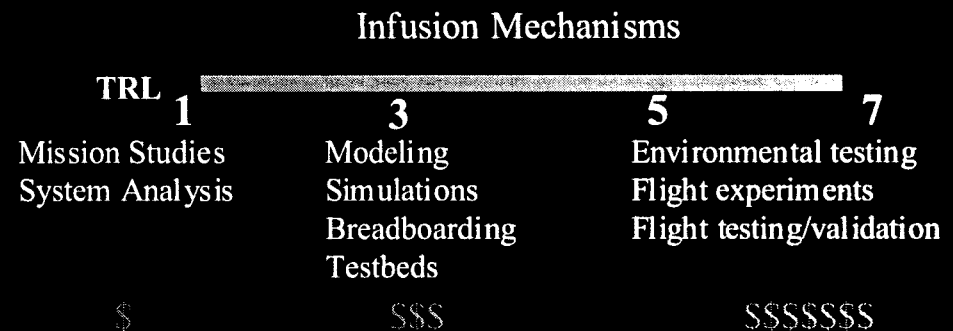 Infusion Mechanisms
TRL
1 3 5 7
Mission Studies Modeling Environmental testing
System Analysis Simulations Flight experiments
Breadboarding Flight testing/validation
Testbeds
$ $$$ $$$$$$$